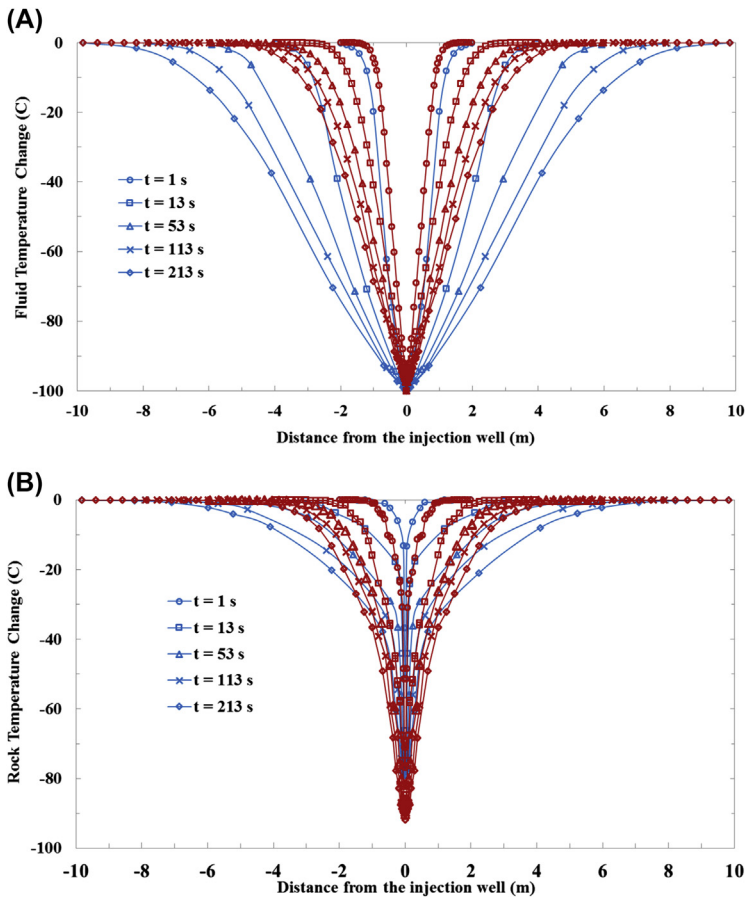 (A)
0
-20
-40
-60
-80
-100
Fluid Temperature Change (C)
t = 1 s
t = 13 s
t = 53 s
t = 113 s
t = 213 s
-10 -8 -6 -4 -2 0 2 4 6 8 10
Distance from the injection well (m)
(B)
0
-20
-40
-60
-80
-100
Rock Temperature Change (C)
t = 1 s
t = 13 s
t = 53 s
t = 113 s
t = 213 s
-10 -8 -6 -4 -2 0 2 4 6 8 10
Distance from the injection well (m)